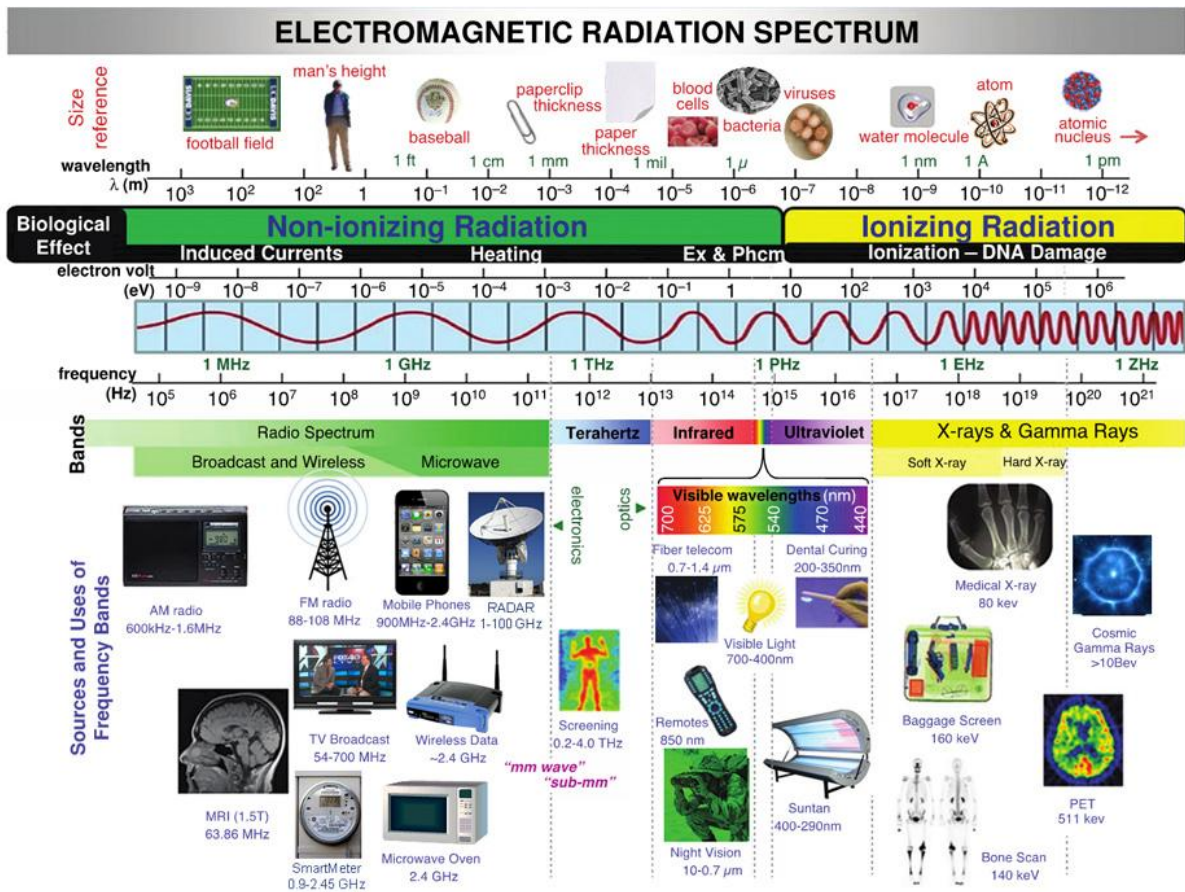 ELECTROMAGNETIC RADIATION SPECTRUM
Size
reference
football field
man's height
baseball
paperclip
thickness
paper
thickness
blood
cells
bacteria
viruses
water molecule
atom
atomic
nucleus
wavelength
λ (m)
1 ft 1 cm 1 mm 1 mil 1 µ 1 nm 1 A 1 pm
10³ 10² 10² 1 10⁻¹ 10⁻² 10⁻³ 10⁻⁴ 10⁻⁵ 10⁻⁶ 10⁻⁷ 10⁻⁸ 10⁻⁹ 10⁻¹⁰ 10⁻¹¹ 10⁻¹²
Biological
Effect
Non-ionizing Radiation Ionizing Radiation
Induced Currents Heating Ex & Phcm Ionization – DNA Damage
electron volt
(eV)
10⁻⁹ 10⁻⁸ 10⁻⁷ 10⁻⁶ 10⁻⁵ 10⁻⁴ 10⁻³ 10⁻² 10⁻¹ 1 10 10² 10³ 10⁴ 10⁵ 10⁶
frequency
(Hz)
1 MHz 1 GHz 1 THz 1 PHz 1 EHz 1 ZHz
10⁵ 10⁶ 10⁷ 10⁸ 10⁹ 10¹⁰ 10¹¹ 10¹² 10¹³ 10¹⁴ 10¹⁵ 10¹⁶ 10¹⁷ 10¹⁸ 10¹⁹ 10²⁰ 10²¹
Bands
Radio Spectrum Terahertz Infrared Ultraviolet X-rays & Gamma Rays
Broadcast and Wireless Microwave Soft X-ray Hard X-ray
electronics
optics
Visible wavelengths (nm)
700 625 575 540 470 440
Sources and Uses of
Frequency Bands
AM radio
600kHz-1.6MHz
FM radio
88-108 MHz
Mobile Phones
900MHz-2.4GHz
RADAR
1-100 GHz
Fiber telecom
0.7-1.4 µm
Dental Curing
200-350nm
Medical X-ray
80 kev
Visible Light
700-400nm
Cosmic
Gamma Rays
>10Bev
TV Broadcast
54-700 MHz
Wireless Data
~2.4 GHz
Screening
0.2-4.0 THz
Remotes
850 nm
Baggage Screen
160 keV
"mm wave"
"sub-mm"
MRI (1.5T)
63.86 MHz
SmartMeter
0.9-2.45 GHz
Microwave Oven
2.4 GHz
Night Vision
10-0.7 µm
Suntan
400-290nm
Bone Scan
140 keV
PET
511 kev